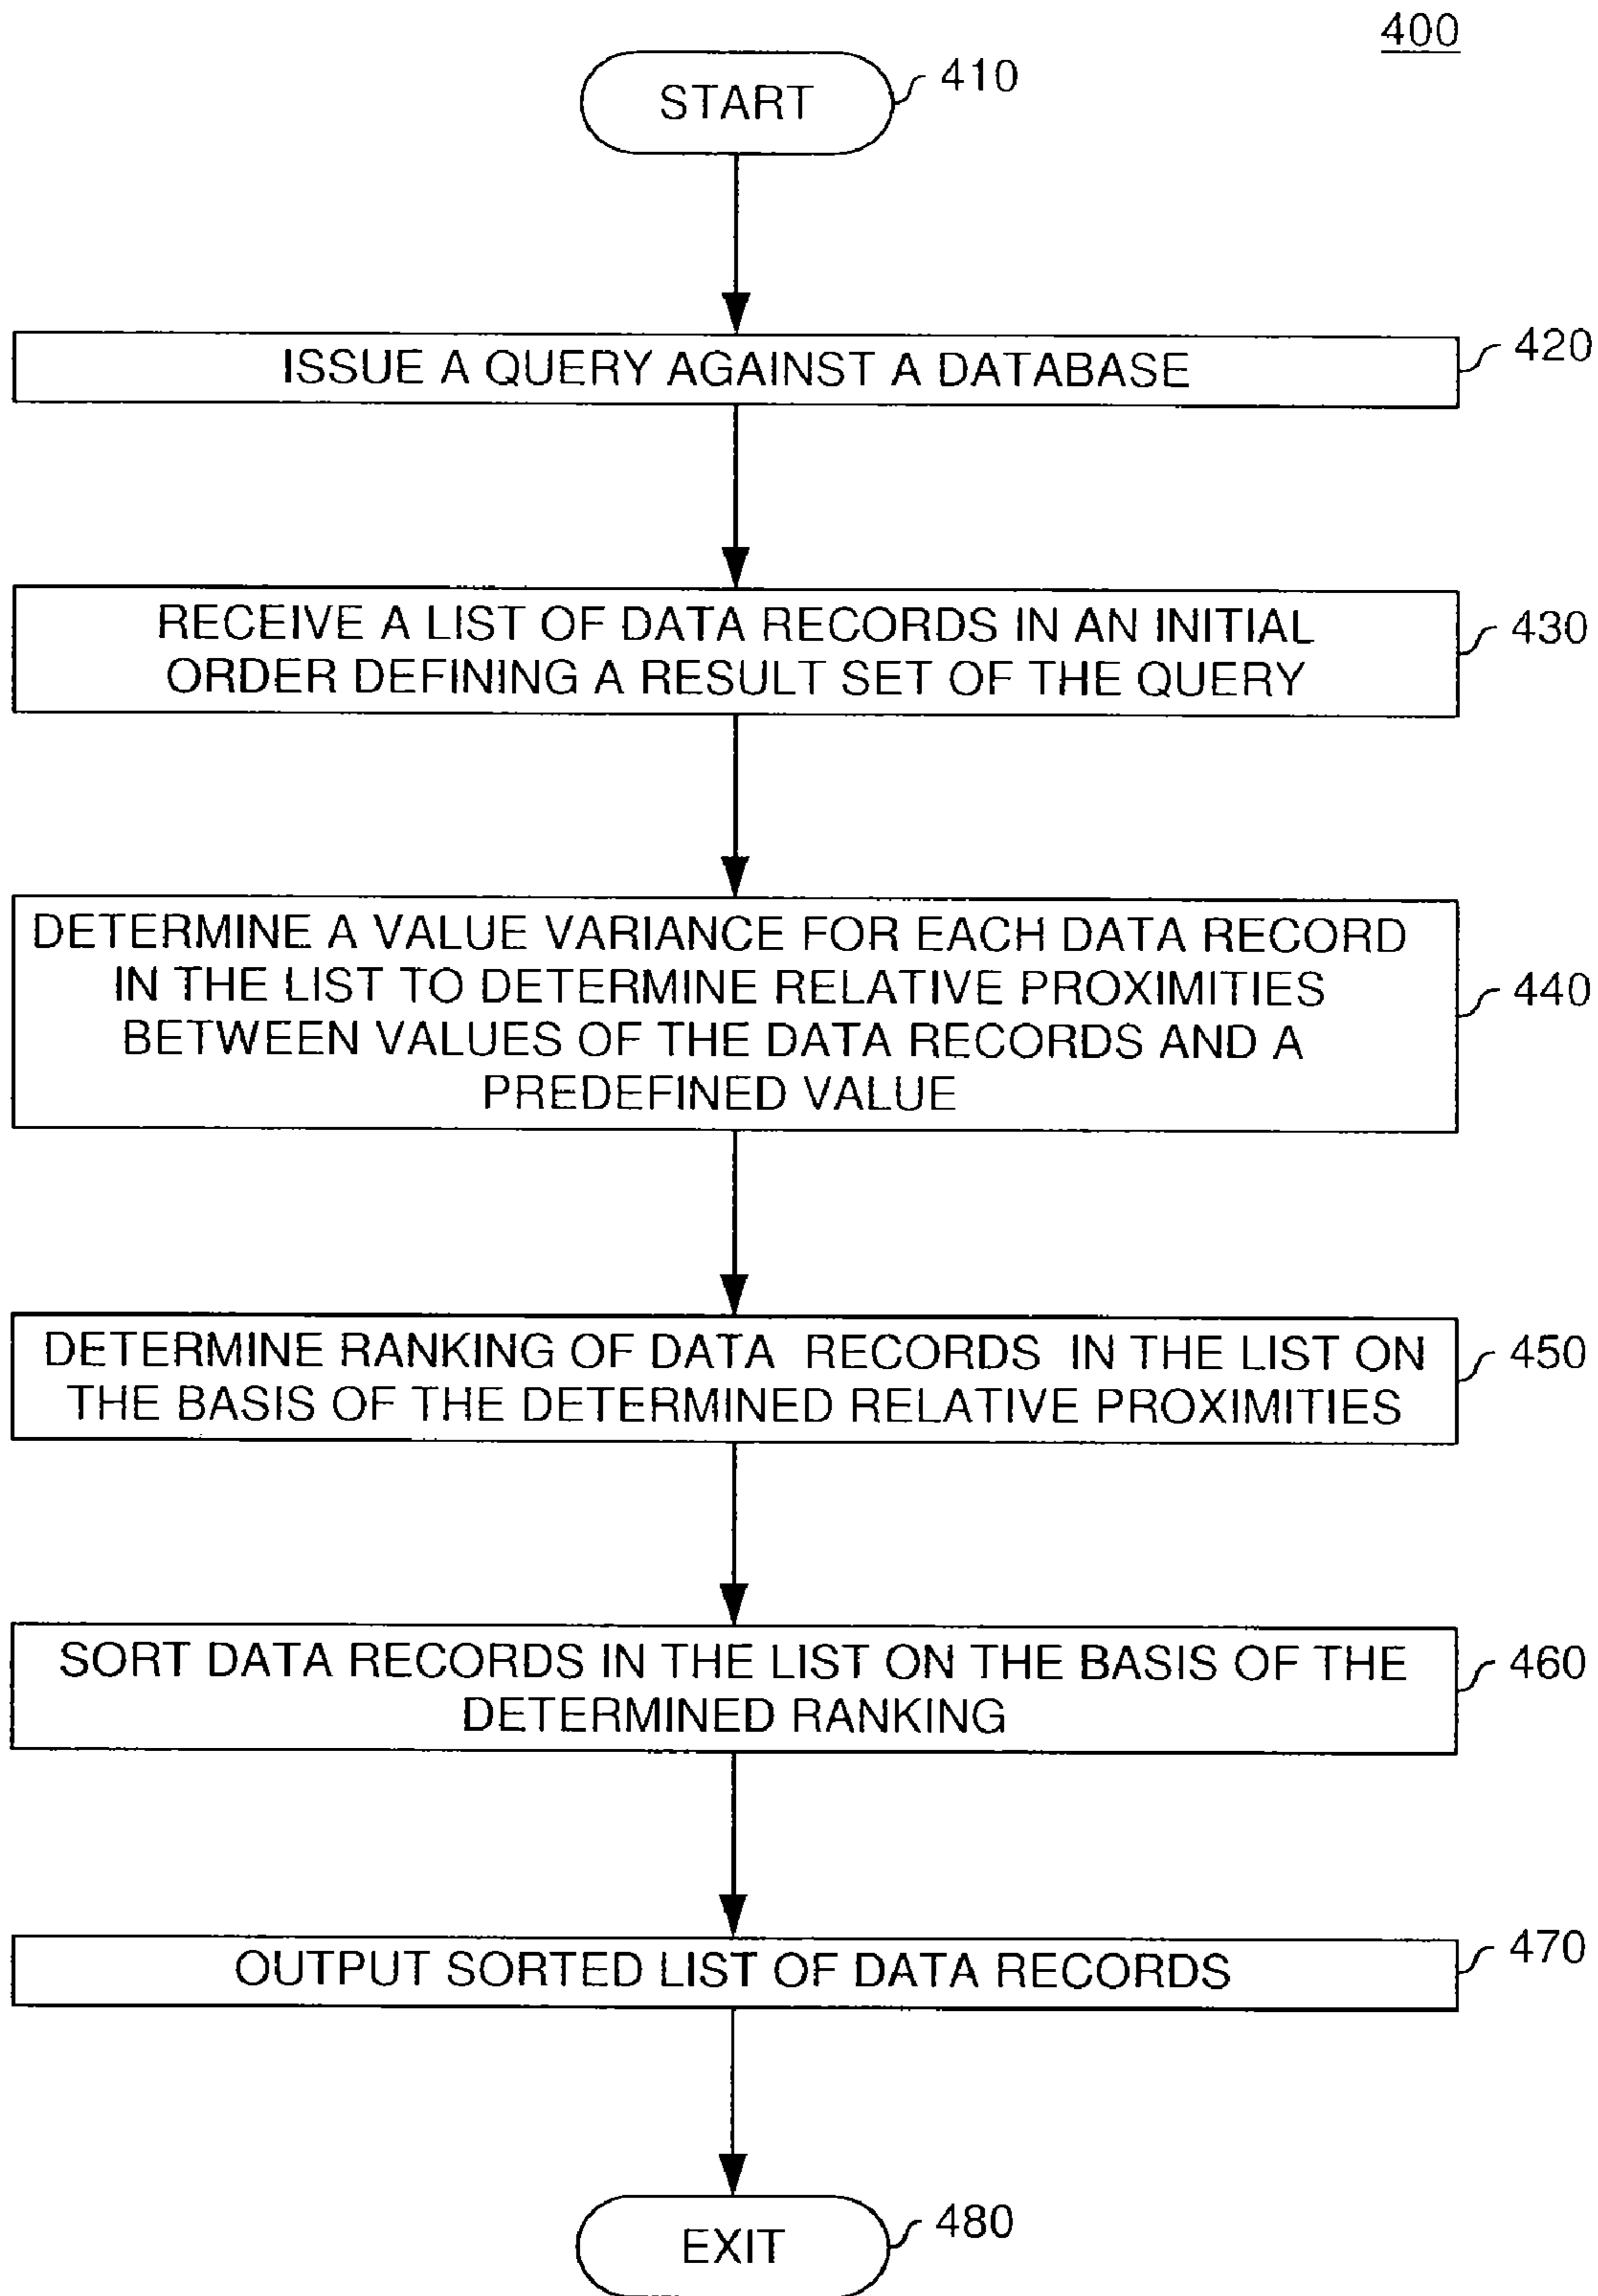 400
START
410
ISSUE A QUERY AGAINST A DATABASE
420
RECEIVE A LIST OF DATA RECORDS IN AN INITIAL
ORDER DEFINING A RESULT SET OF THE QUERY
430
DETERMINE A VALUE VARIANCE FOR EACH DATA RECORD
IN THE LIST TO DETERMINE RELATIVE PROXIMITIES
BETWEEN VALUES OF THE DATA RECORDS AND A
PREDEFINED VALUE
440
DETERMINE RANKING OF DATA RECORDS IN THE LIST ON
THE BASIS OF THE DETERMINED RELATIVE PROXIMITIES
450
SORT DATA RECORDS IN THE LIST ON THE BASIS OF THE
DETERMINED RANKING
460
OUTPUT SORTED LIST OF DATA RECORDS
470
EXIT
480